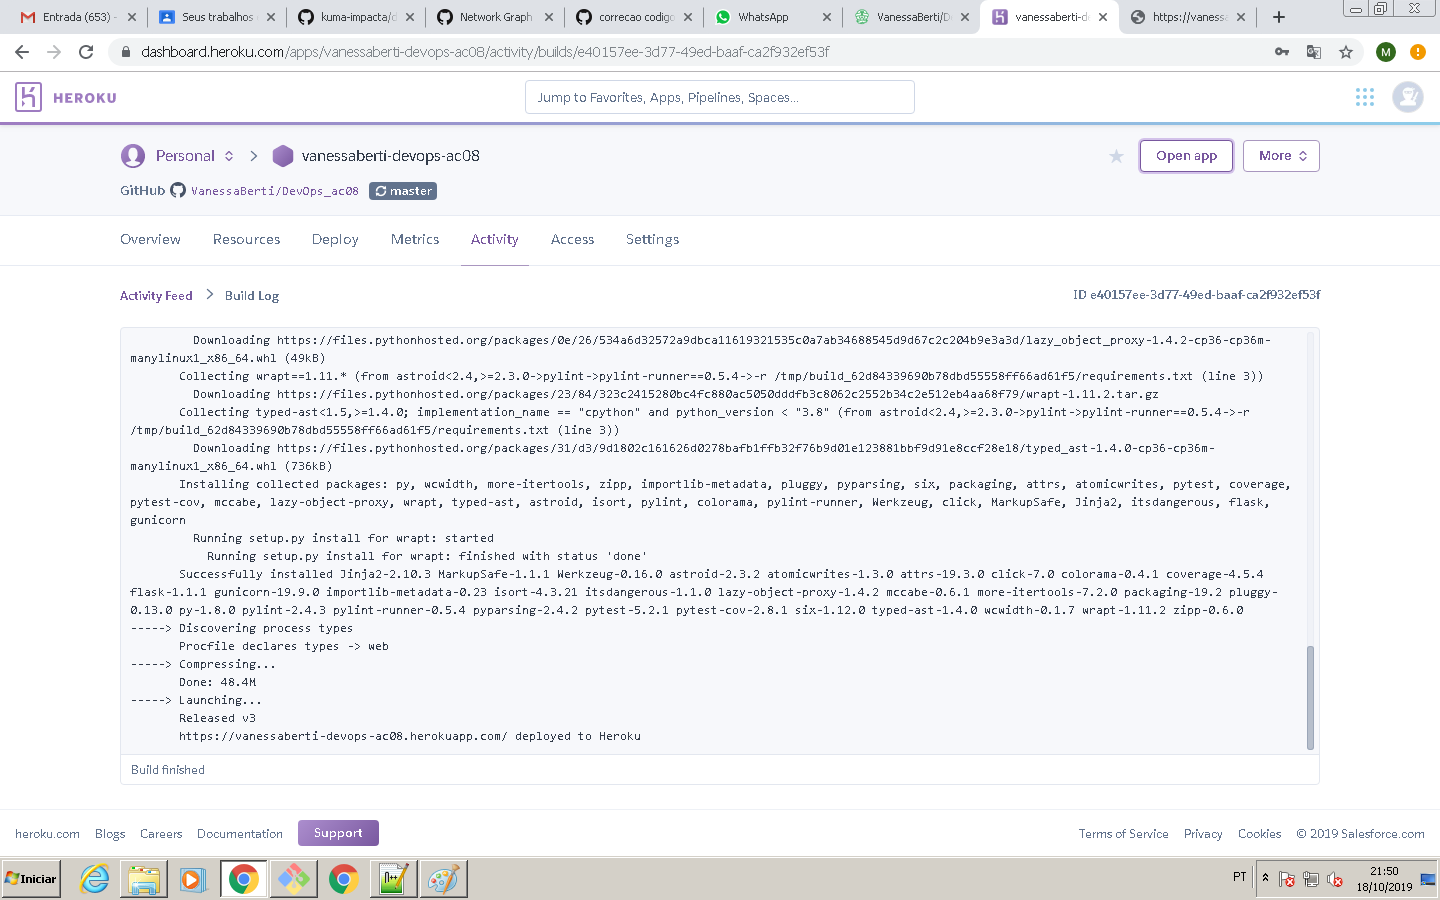 Entrada (653) -
Seus trabalhos
kuma-impacta/d
Network Graph
correcao codigo
WhatsApp
VanessaBerti/D
vanessaberti-de
https://vaness
dashboard.heroku.com/apps/vanessaberti-devops-ac08/activity/builds/e40157ee-3d77-49ed-baaf-ca2f932ef53f
M
HEROKU
Jump to Favorites, Apps, Pipelines, Spaces...
Personal
vanessaberti-devops-ac08
Open app
More
GitHub VanessaBerti/DevOps_ac08 master
Overview Resources Deploy Metrics Activity Access Settings
Activity Feed > Build Log
ID e40157ee-3d77-49ed-baaf-ca2f932ef53f
Downloading https://files.pythonhosted.org/packages/0e/26/534a6d32572a9dbca11619321535c0a7ab34688545d9d67c2c204b9e3a3d/lazy_object_proxy-1.4.2-cp36-cp36m-
manylinux1_x86_64.whl (49kB)
Collecting wrapt==1.11.* (from astroid<2.4,>=2.3.0->pylint->pylint-runner==0.5.4->-r /tmp/build_62d84339690b78dbd55558ff66ad61f5/requirements.txt (line 3))
Downloading https://files.pythonhosted.org/packages/23/84/323c2415280bc4fc880ac5050dddfb3c8062c2552b34c2e512eb4aa68f79/wrapt-1.11.2.tar.gz
Collecting typed-ast<1.5,>=1.4.0; implementation_name == "cpython" and python_version < "3.8" (from astroid<2.4,>=2.3.0->pylint->pylint-runner==0.5.4->-r
/tmp/build_62d84339690b78dbd55558ff66ad61f5/requirements.txt (line 3))
Downloading https://files.pythonhosted.org/packages/31/d3/9d1802c161626d0278bafb1ffb32f76b9d01e123881bbf9d91e8ccf28e18/typed_ast-1.4.0-cp36-cp36m-
manylinux1_x86_64.whl (736kB)
Installing collected packages: py, wcwidth, more-itertools, zipp, importlib-metadata, pluggy, pyparsing, six, packaging, attrs, atomicwrites, pytest, coverage,
pytest-cov, mccabe, lazy-object-proxy, wrapt, typed-ast, astroid, isort, pylint, colorama, pylint-runner, Werkzeug, click, MarkupSafe, Jinja2, itsdangerous, flask,
gunicorn
Running setup.py install for wrapt: started
Running setup.py install for wrapt: finished with status 'done'
Successfully installed Jinja2-2.10.3 MarkupSafe-1.1.1 Werkzeug-0.16.0 astroid-2.3.2 atomicwrites-1.3.0 attrs-19.3.0 click-7.0 colorama-0.4.1 coverage-4.5.4
flask-1.1.1 gunicorn-19.9.0 importlib-metadata-0.23 isort-4.3.21 itsdangerous-1.1.0 lazy-object-proxy-1.4.2 mccabe-0.6.1 more-itertools-7.2.0 packaging-19.2 pluggy-
0.13.0 py-1.8.0 pylint-2.4.3 pylint-runner-0.5.4 pyparsing-2.4.2 pytest-5.2.1 pytest-cov-2.8.1 six-1.12.0 typed-ast-1.4.0 wcwidth-0.1.7 wrapt-1.11.2 zipp-0.6.0
-----> Discovering process types
Procfile declares types -> web
-----> Compressing...
Done: 48.4M
-----> Launching...
Released v3
https://vanessaberti-devops-ac08.herokuapp.com/ deployed to Heroku
Build finished
heroku.com Blogs Careers Documentation Support
Terms of Service Privacy Cookies © 2019 Salesforce.com
Iniciar
PT
21:50
18/10/2019